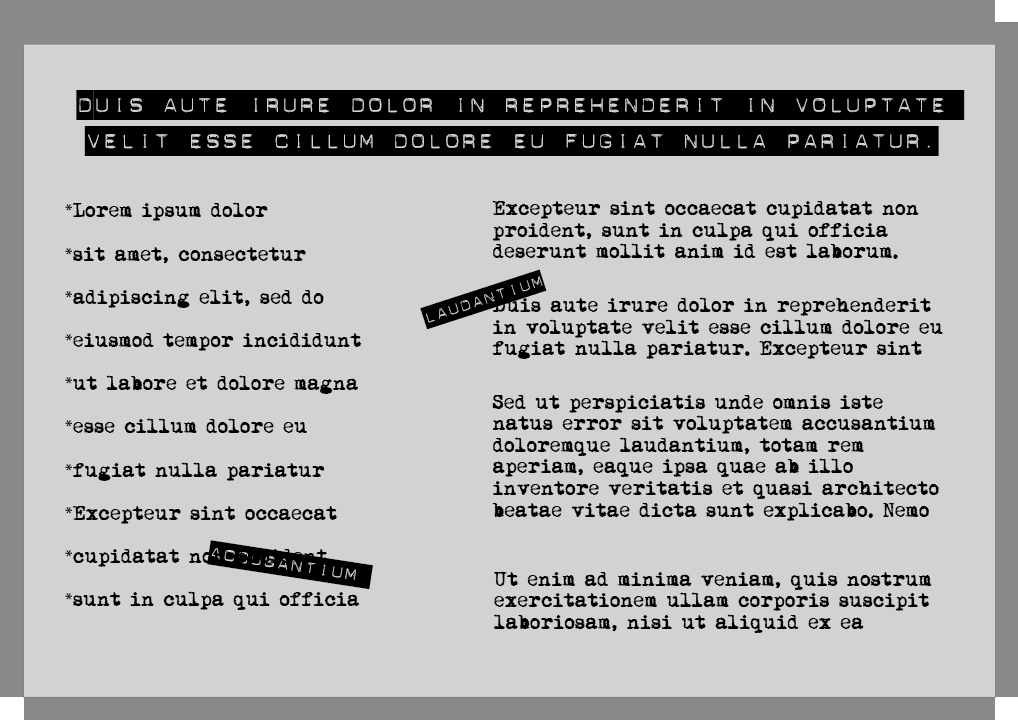 DUIS AUTE IRURE DOLOR IN REPREHENDERIT IN VOLUPTATE
VELIT ESSE CILLUM DOLORE EU FUGIAT NULLA PARIATUR.
*Lorem ipsum dolor
*sit amet, consectetur
*adipiscing elit, sed do
*eiusmod tempor incididunt
*ut labore et dolore magna
*esse cillum dolore eu
*fugiat nulla pariatur
*Excepteur sint occaecat
*cupidatat
ACCUSANTIUM
*sunt in culpa qui officia
Excepteur sint occaecat cupidatat non
proident, sunt in culpa qui officia
deserunt mollit anim id est laborum.
LAUDANTIUM
Duis aute irure dolor in reprehenderit
in voluptate velit esse cillum dolore eu
fugiat nulla pariatur. Excepteur sint
Sed ut perspiciatis unde omnis iste
natus error sit voluptatem accusantium
doloremque laudantium, totam rem
aperiam, eaque ipsa quae ab illo
inventore veritatis et quasi architecto
beatae vitae dicta sunt explicabo. Nemo
Ut enim ad minima veniam, quis nostrum
exercitationem ullam corporis suscipit
laboriosam, nisi ut aliquid ex ea